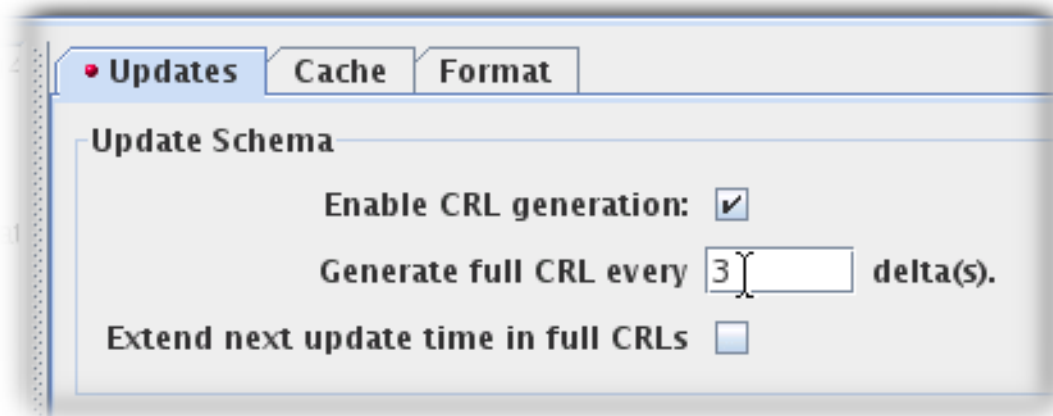 Updates Cache Format
Update Schema
Enable CRL generation:
Generate full CRL every 3 delta(s).
Extend next update time in full CRLs